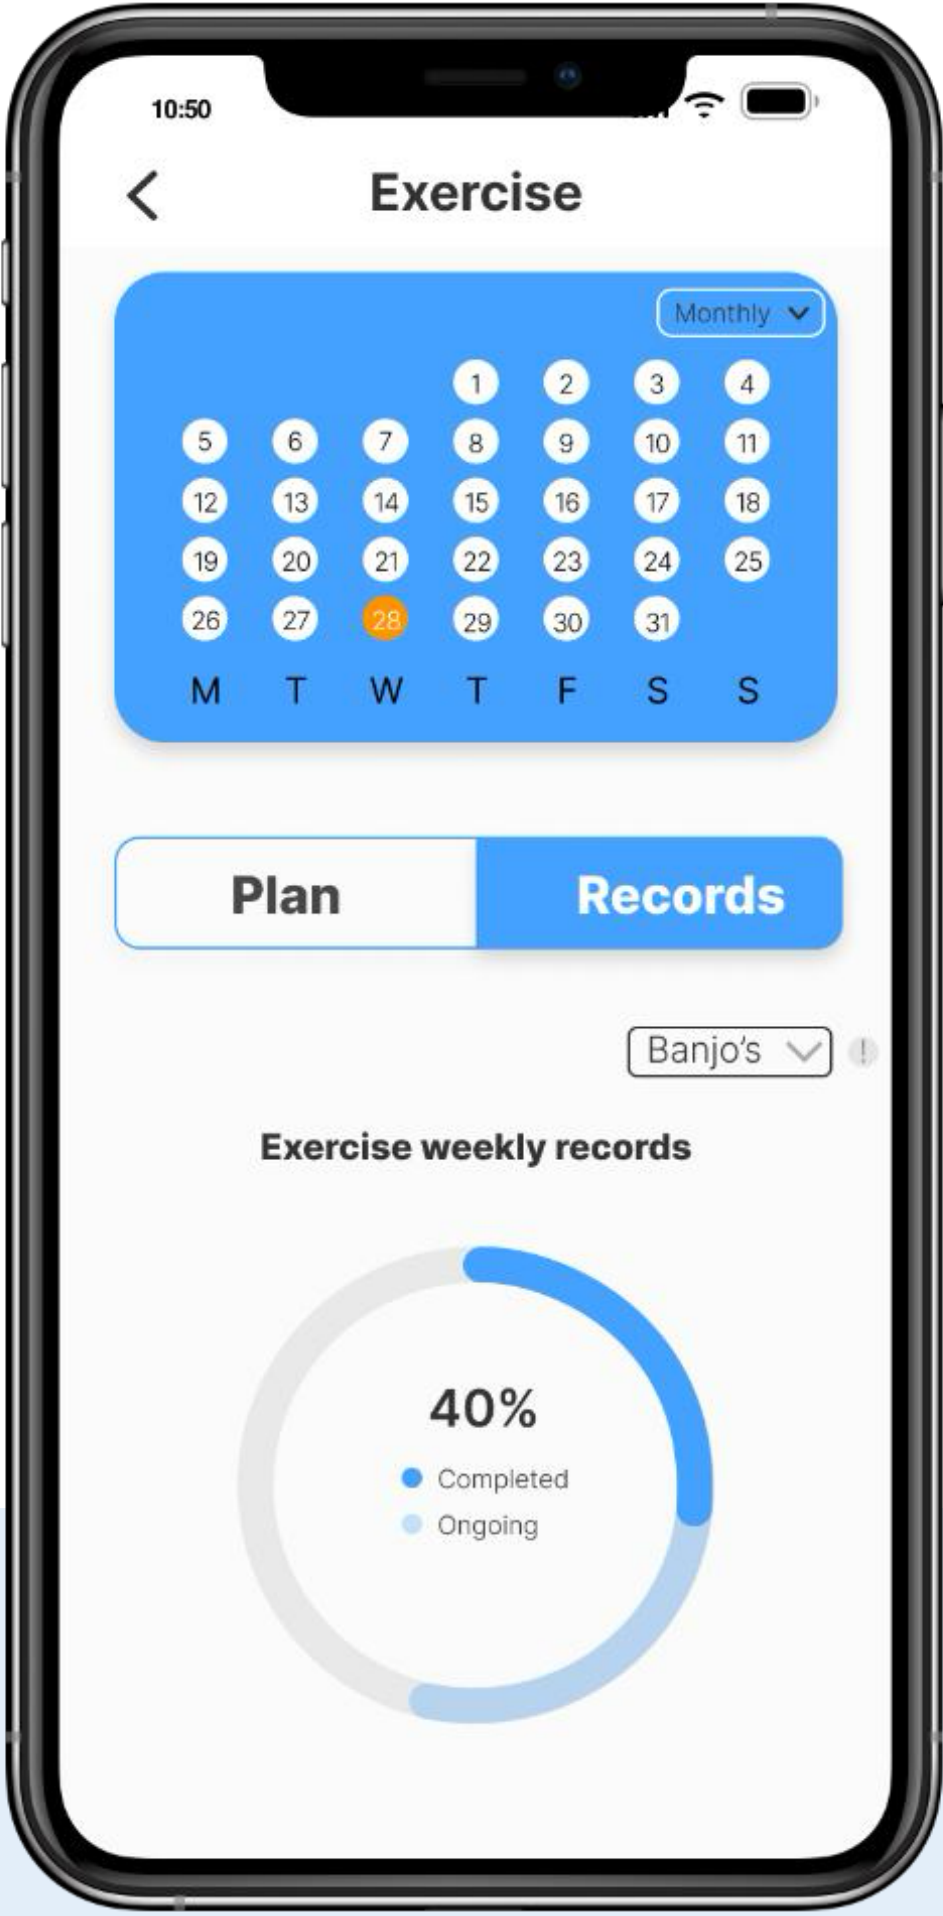 10:50
Exercise
Monthly
1 2 3 4
5 6 7 8 9 10 11
12 13 14 15 16 17 18
19 20 21 22 23 24 25
26 27 28 29 30 31
M T W T F S S
Plan Records
Banjo's !
Exercise weekly records
40%
Completed
Ongoing